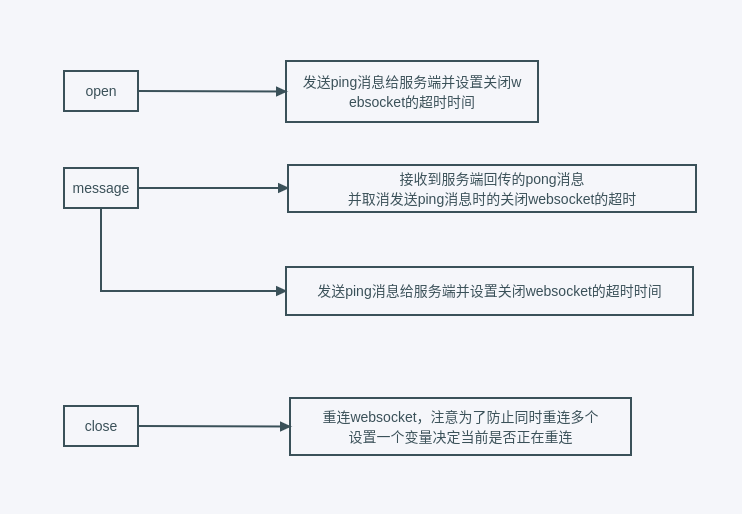 open
发送ping消息给服务端并设置关闭w
ebsocket的超时时间
message
接收到服务端回传的pong消息
并取消发送ping消息时的关闭websocket的超时
发送ping消息给服务端并设置关闭websocket的超时时间
close
重连websocket，注意为了防止同时重连多个
设置一个变量决定当前是否正在重连